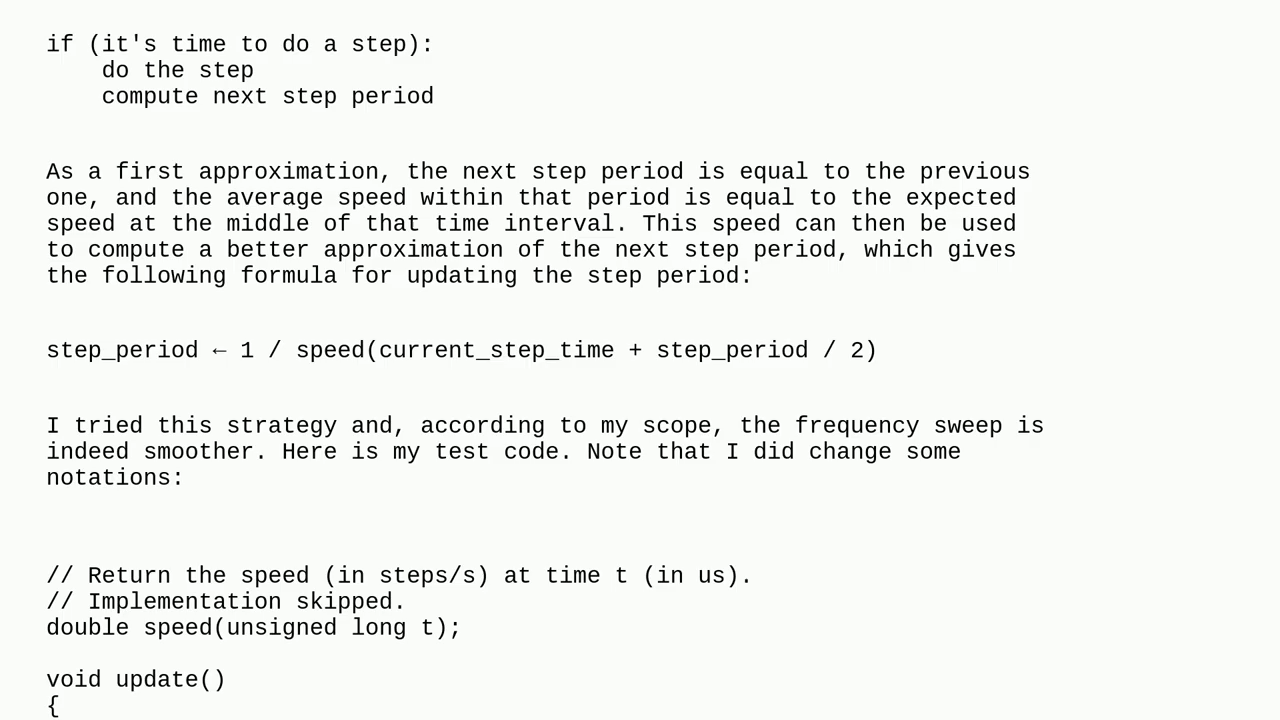 if (it's time to do a step):
    do the step
    compute next step period
As a first approximation, the next step period is equal to the previous
one, and the average speed within that period is equal to the expected
speed at the middle of that time interval. This speed can then be used
to compute a better approximation of the next step period, which gives
the following formula for updating the step period:
step_period ← 1 / speed(current_step_time + step_period / 2)
I tried this strategy and, according to my scope, the frequency sweep is
indeed smoother. Here is my test code. Note that I did change some
notations:
// Return the speed (in steps/s) at time t (in us).
// Implementation skipped.
double speed(unsigned long t);
void update()
{